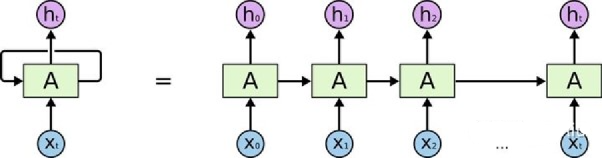 hₜ h₀ h₁ h₂ hₜ
A = A A A A
xₜ x₀ x₁ x₂ ... xₜ